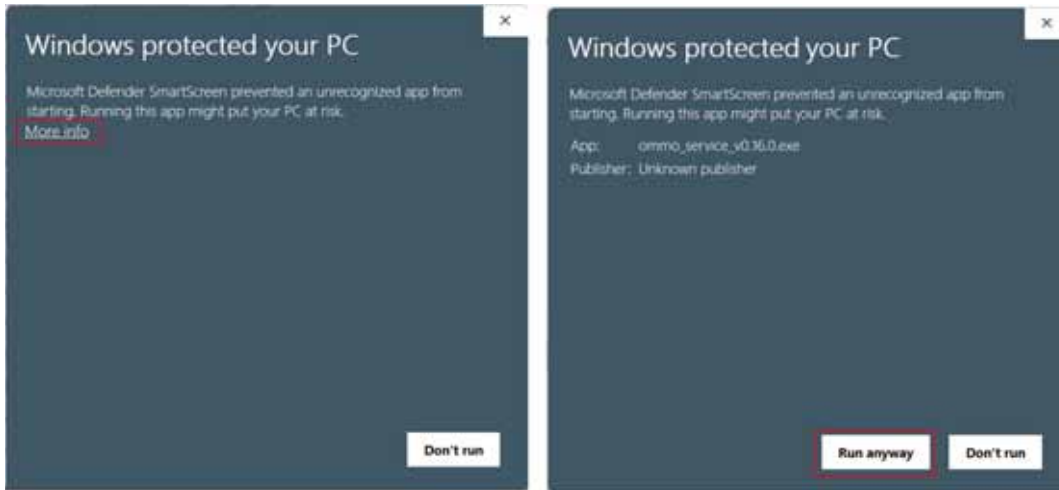 Windows protected your PC
Microsoft Defender SmartScreen prevented an unrecognized app from
starting. Running this app might put your PC at risk.
More info
Don't run
Windows protected your PC
Microsoft Defender SmartScreen prevented an unrecognized app from
starting. Running this app might put your PC at risk.
App: ommo_service_v0.16.0.exe
Publisher: Unknown publisher
Run anyway Don't run